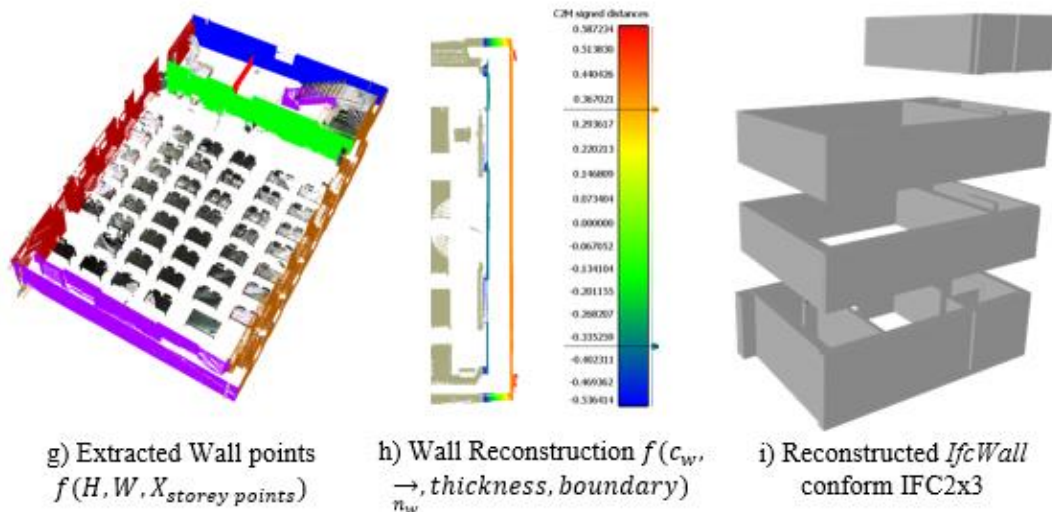 C2M signed distances
0.587234
0.513830
0.440426
0.367021
0.293617
0.220213
0.146809
0.073404
0.000000
-0.067052
-0.134104
-0.201155
-0.268207
-0.335259
-0.402311
-0.469362
-0.536414
g) Extracted Wall points
f(H, W, X_storey points)
h) Wall Reconstruction f(c_w,
→n_w, thickness, boundary)
i) Reconstructed IfcWall
conform IFC2x3